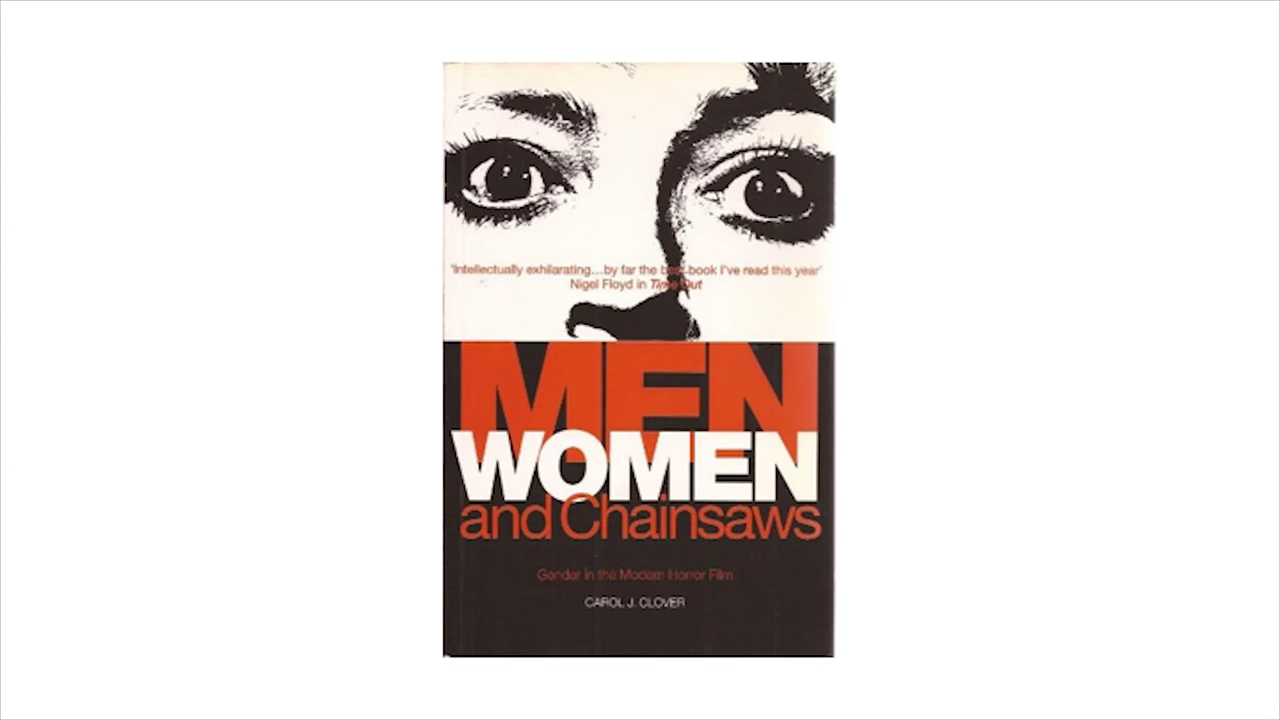 'Intellectually exhilarating...by far the best book I've read this year'
Nigel Floyd in Time Out
MEN
WOMEN
and Chainsaws
Gender in the Modern Horror Film
CAROL J. CLOVER